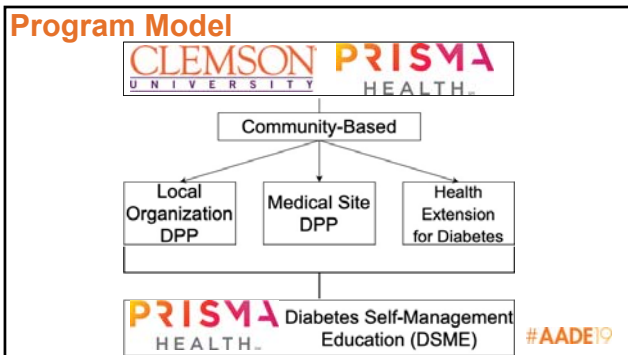 Program Model
CLEMSON
UNIVERSITY
PRISMA
HEALTH
Community-Based
Local
Organization
DPP
Medical Site
DPP
Health
Extension
for Diabetes
PRISMA
HEALTH
Diabetes Self-Management
Education (DSME)
#AADE19